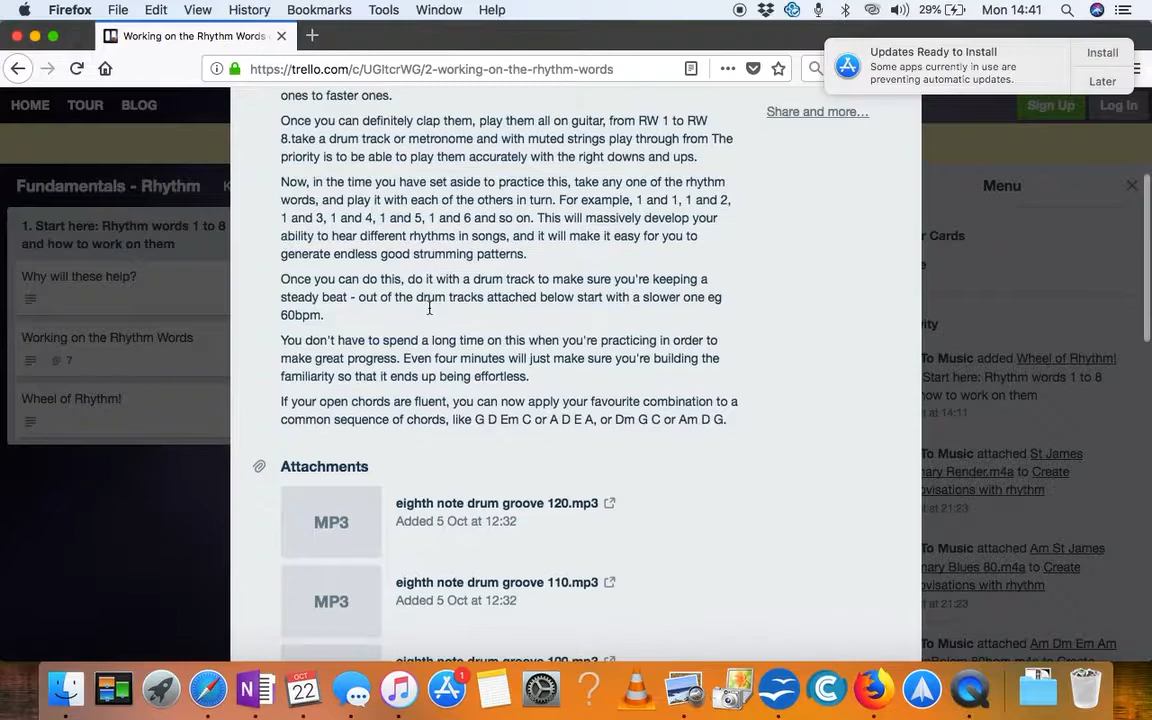 Firefox File Edit View History Bookmarks Tools Window Help
29% Mon 14:41
Working on the Rhythm Words
https://trello.com/c/UGltcrWG/2-working-on-the-rhythm-words
Updates Ready to Install
Some apps currently in use are
preventing automatic updates.
Install
Later
HOME TOUR BLOG
Sign Up Log In
ones to faster ones.
Share and more…
Once you can definitely clap them, play them all on guitar, from RW 1 to RW
8.take a drum track or metronome and with muted strings play through from The
priority is to be able to play them accurately with the right downs and ups.
Now, in the time you have set aside to practice this, take any one of the rhythm
words, and play it with each of the others in turn. For example, 1 and 1, 1 and 2,
1 and 3, 1 and 4, 1 and 5, 1 and 6 and so on. This will massively develop your
ability to hear different rhythms in songs, and it will make it easy for you to
generate endless good strumming patterns.
Once you can do this, do it with a drum track to make sure you're keeping a
steady beat - out of the drum tracks attached below start with a slower one eg
60bpm.
You don't have to spend a long time on this when you're practicing in order to
make great progress. Even four minutes will just make sure you're building the
familiarity so that it ends up being effortless.
If your open chords are fluent, you can now apply your favourite combination to a
common sequence of chords, like G D Em C or A D E A, or Dm G C or Am D G.
Attachments
MP3
eighth note drum groove 120.mp3
Added 5 Oct at 12:32
MP3
eighth note drum groove 110.mp3
Added 5 Oct at 12:32
Fundamentals - Rhythm
1. Start here: Rhythm words 1 to 8
and how to work on them
Why will these help?
Working on the Rhythm Words
7
Wheel of Rhythm!
Menu
r Cards
e
ity
To Music added Wheel of Rhythm!
Start here: Rhythm words 1 to 8
how to work on them
at 14:11
To Music attached St James
nary Render.m4a to Create
ovisations with rhythm
at 21:23
To Music attached Am St James
nary Blues 80.m4a to Create
ovisations with rhythm
at 21:23
To Music attached Am Dm Em Am
OCT
22
1